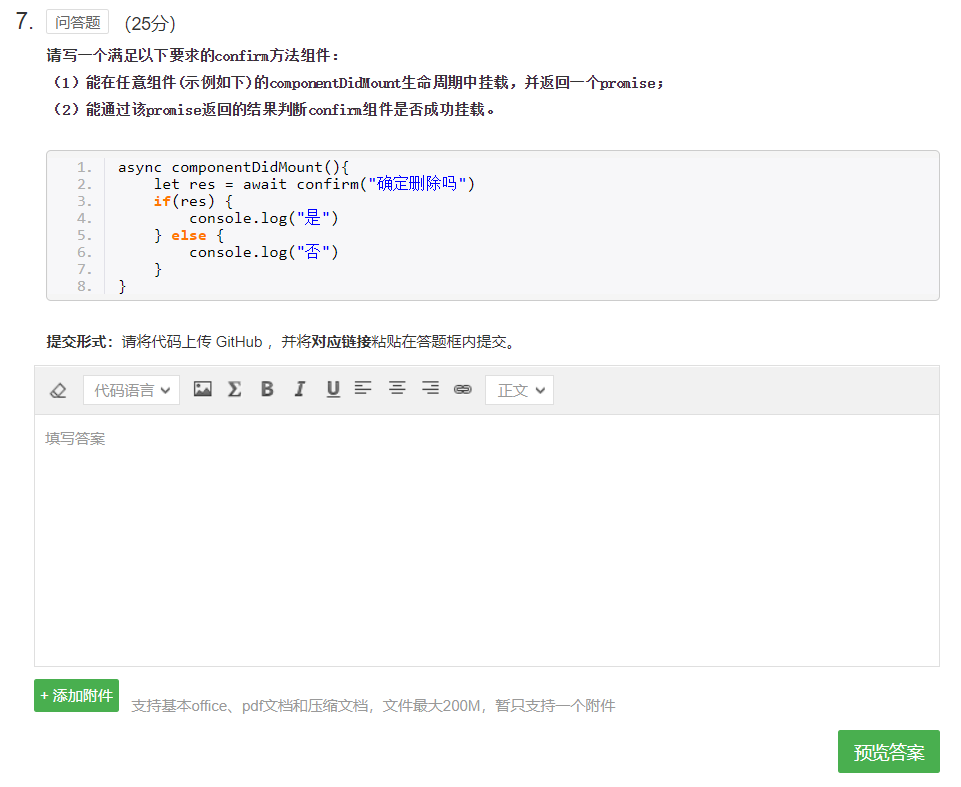 7. 问答题 (25分)
请写一个满足以下要求的confirm方法组件：
（1）能在任意组件(示例如下)的componentDidMount生命周期中挂载，并返回一个promise；
（2）能通过该promise返回的结果判断confirm组件是否成功挂载。
1. async componentDidMount(){
2. let res = await confirm("确定删除吗")
3. if(res) {
4. console.log("是")
5. } else {
6. console.log("否")
7. }
8. }
提交形式：请将代码上传 GitHub ，并将对应链接粘贴在答题框内提交。
代码语言 Σ B I U 正文
填写答案
+ 添加附件 支持基本office、pdf文档和压缩文档，文件最大200M，暂只支持一个附件
预览答案